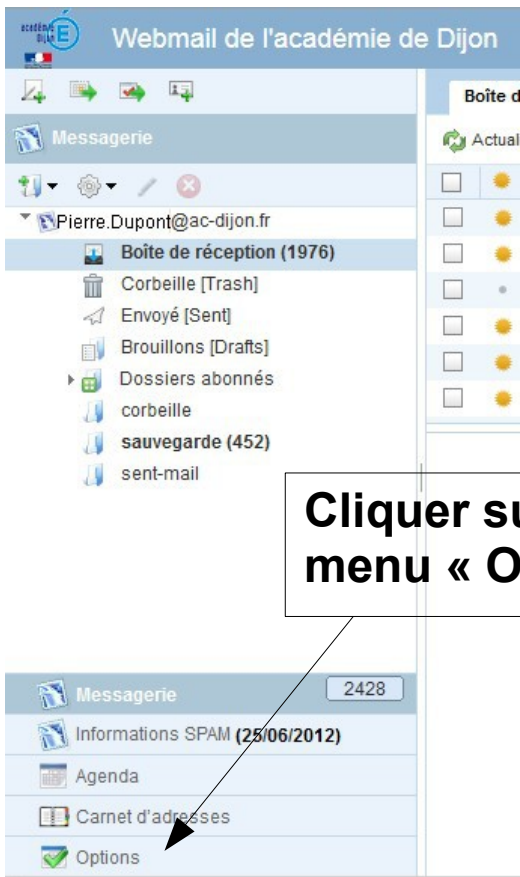 académie
Dijon
Webmail de l'académie de Dijon
Messagerie
Pierre.Dupont@ac-dijon.fr
Boîte de réception (1976)
Corbeille [Trash]
Envoyé [Sent]
Brouillons [Drafts]
Dossiers abonnés
corbeille
sauvegarde (452)
sent-mail
Boîte d
Actual
Cliquer su
menu « O
Messagerie 2428
Informations SPAM (25/06/2012)
Agenda
Carnet d'adresses
Options